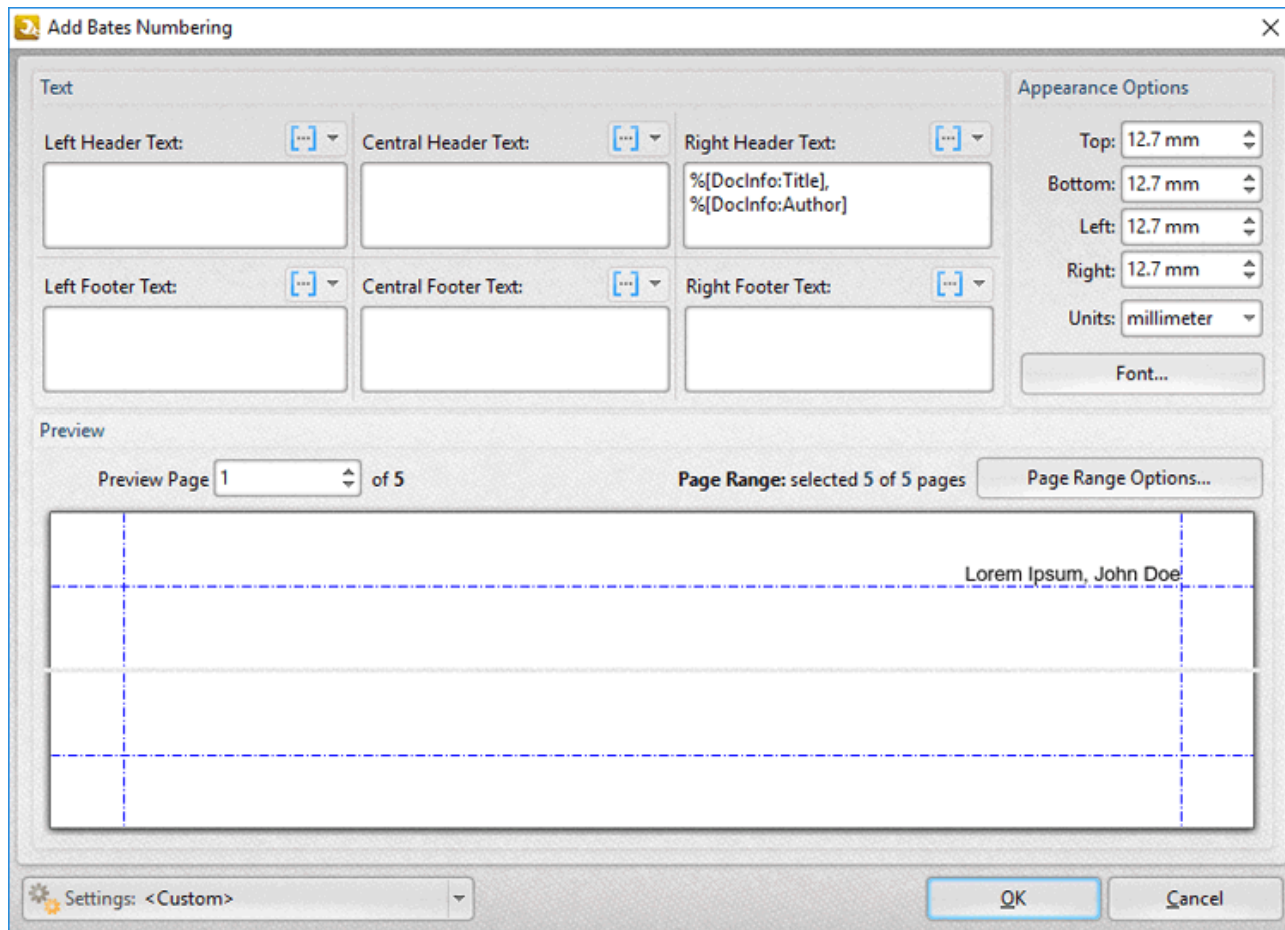 Add Bates Numbering
Text
Appearance Options
Left Header Text:
Central Header Text:
Right Header Text:
%[DocInfo:Title],
%[DocInfo:Author]
Top: 12.7 mm
Bottom: 12.7 mm
Left: 12.7 mm
Right: 12.7 mm
Units: millimeter
Font...
Left Footer Text:
Central Footer Text:
Right Footer Text:
Preview
Preview Page 1 of 5
Page Range: selected 5 of 5 pages
Page Range Options...
Lorem Ipsum, John Doe
Settings: <Custom>
OK
Cancel